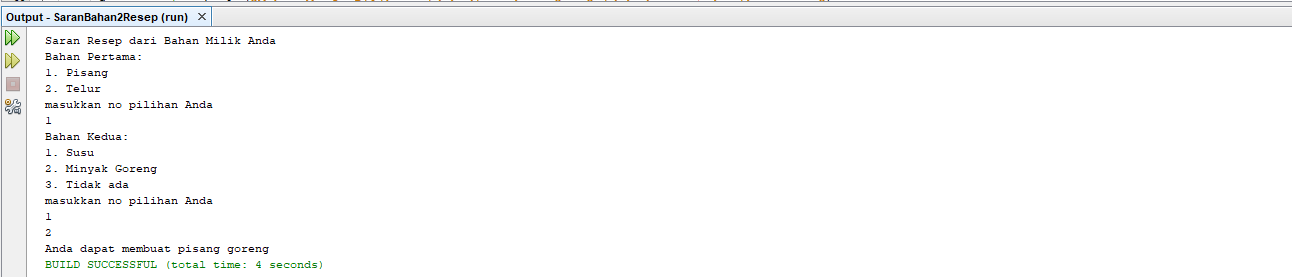 Output - SaranBahan2Resep (run)
Saran Resep dari Bahan Milik Anda
Bahan Pertama:
1. Pisang
2. Telur
masukkan no pilihan Anda
1
Bahan Kedua:
1. Susu
2. Minyak Goreng
3. Tidak ada
masukkan no pilihan Anda
1
2
Anda dapat membuat pisang goreng
BUILD SUCCESSFUL (total time: 4 seconds)